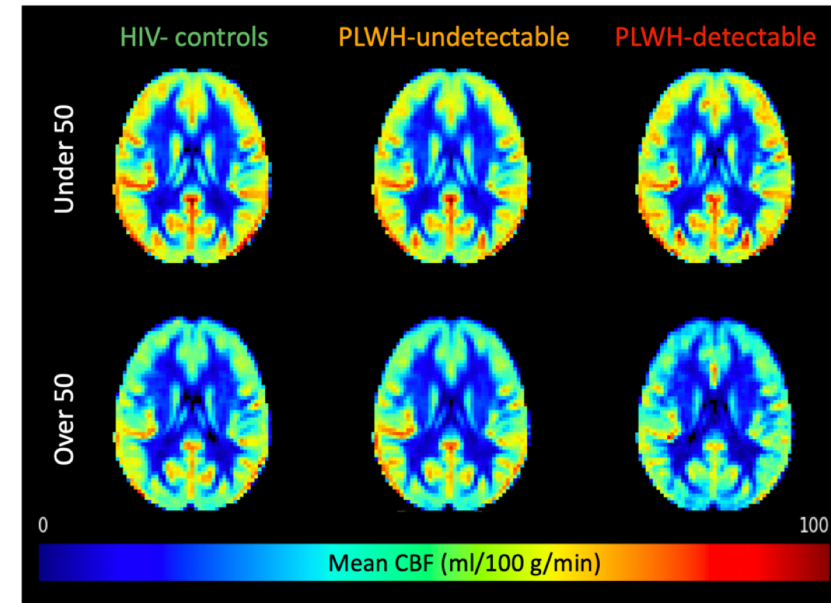 HIV- controls PLWH-undetectable PLWH-detectable
Under 50
Over 50
0 100
Mean CBF (ml/100 g/min)